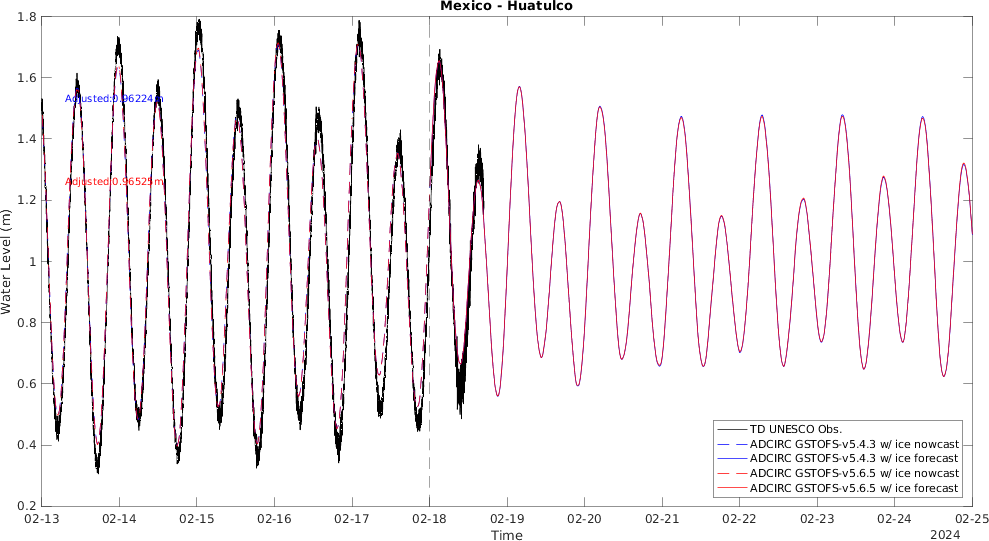 Mexico - Huatulco
Water Level (m)
1.8
1.6
1.4
1.2
1
0.8
0.6
0.4
0.2
Adjusted:0.96224m
Adjusted:0.96525m
TD UNESCO Obs.
ADCIRC GSTOFS-v5.4.3 w/ ice nowcast
ADCIRC GSTOFS-v5.4.3 w/ ice forecast
ADCIRC GSTOFS-v5.6.5 w/ ice nowcast
ADCIRC GSTOFS-v5.6.5 w/ ice forecast
02-13 02-14 02-15 02-16 02-17 02-18 02-19 02-20 02-21 02-22 02-23 02-24 02-25
Time
2024